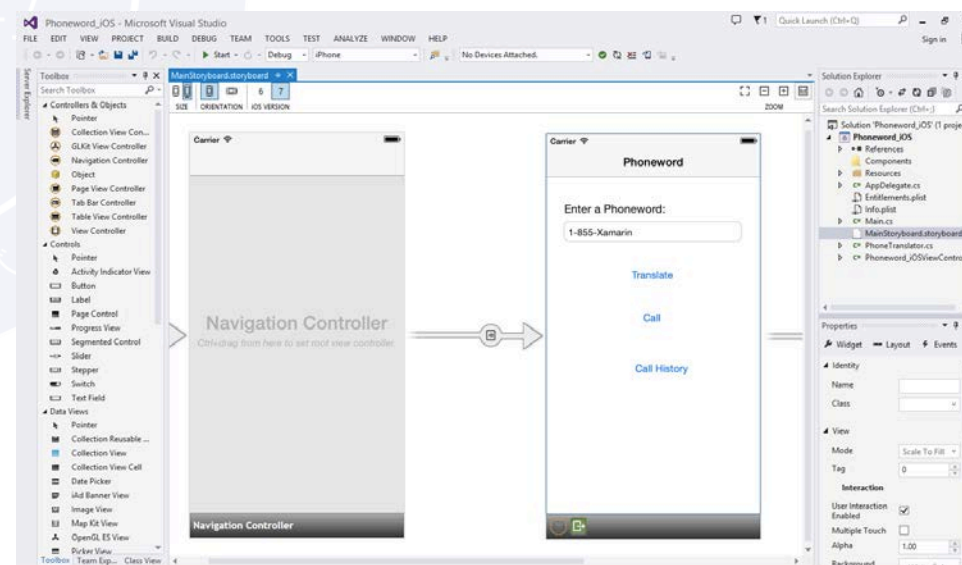 Phoneword_iOS - Microsoft Visual Studio
1
Quick Launch (Ctrl+Q)
FILE EDIT VIEW PROJECT BUILD DEBUG TEAM TOOLS TEST ANALYZE WINDOW HELP
Sign in
Start
Debug
iPhone
No Devices Attached.
Server Explorer
Toolbox
Search Toolbox
Controllers & Objects
Pointer
Collection View Con...
GLKit View Controller
Navigation Controller
Object
Page View Controller
Tab Bar Controller
Table View Controller
View Controller
Controls
Pointer
Activity Indicator View
Button
Label
Page Control
Progress View
Segmented Control
Slider
Stepper
Switch
Text Field
Data Views
Pointer
Collection Reusable ...
Collection View
Collection View Cell
Date Picker
iAd Banner View
Image View
Map Kit View
OpenGL ES View
Picker View
Toolbox Team Exp... Class View
MainStoryboard.storyboard
6 7
SIZE ORIENTATION iOS VERSION
ZOOM
Carrier
Navigation Controller
Ctrl+drag from here to set root view controller
Navigation Controller
Carrier
Phoneword
Enter a Phoneword:
1-855-Xamarin
Translate
Call
Call History
Solution Explorer
Search Solution Explorer (Ctrl+;)
Solution 'Phoneword_iOS' (1 proje
Phoneword_iOS
References
Components
Resources
AppDelegate.cs
Entitlements.plist
Info.plist
Main.cs
MainStoryboard.storyboard
PhoneTranslator.cs
Phoneword_iOSViewContro
Properties
Widget Layout Events
Identity
Name
Class
View
Mode Scale To Fill
Tag 0
Interaction
User Interaction
Enabled
Multiple Touch
Alpha 1,00
Background